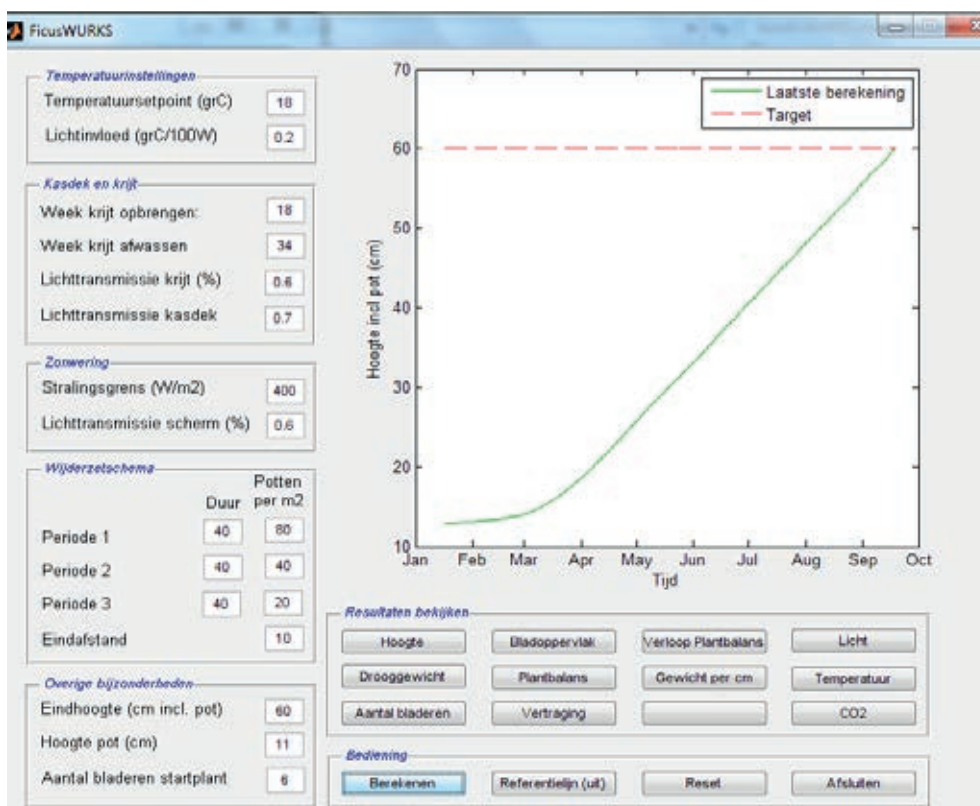 FicusWURKS
Temperatuurinstellingen
Temperatuursetpoint (grC) 18
Lichtinvloed (grC/100W) 0.2
Kasdek en krijt
Week krijt opbrengen: 18
Week krijt afwassen 34
Lichttransmissie krijt (%) 0.6
Lichttransmissie kasdek 0.7
Zonwering
Stralingsgrens (W/m2) 400
Lichttransmissie scherm (%) 0.6
Wijderzetschema
Duur Potten per m2
Periode 1 40 80
Periode 2 40 40
Periode 3 40 20
Eindafstand 10
Overige bijzonderheden
Eindhoogte (cm incl. pot) 60
Hoogte pot (cm) 11
Aantal bladeren startplant 6
Laatste berekening
Target
Hoogte incl pot (cm)
70
60
50
40
30
20
10
Jan Feb Mar Apr May Jun Jul Aug Sep Oct
Tijd
Resultaten bekijken
Hoogte Bladoppervlak Verloop Plantbalans Licht
Drooggewicht Plantbalans Gewicht per cm Temperatuur
Aantal bladeren Vertraging CO2
Bediening
Berekenen Referentielijn (uit) Reset Afsluiten